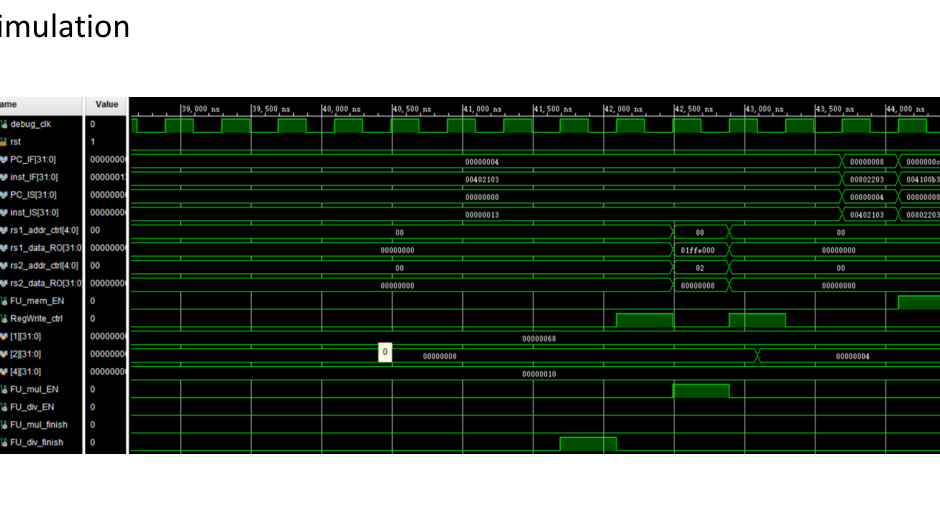 imulation
ame Value 39,000 ns 39,500 ns 40,000 ns 40,500 ns 41,000 ns 41,500 ns 42,000 ns 42,500 ns 43,000 ns 43,500 ns 44,000 ns
debug_clk 0
rst 1
PC_IF[31:0] 0000000 00000004 00000008 0000000c
inst_IF[31:0] 0000001 00402103 00802203 004100b3
PC_IS[31:0] 0000000 00000000 00000004 00000008
inst_IS[31:0] 0000000 00000013 00402103 00802203
rs1_addr_ctrl[4:0] 00 00 08 00
rs1_data_RO[31:0 0000000 00000000 01ffe000 00000000
rs2_addr_ctrl[4:0] 00 00 02 00
rs2_data_RO[31:0 0000000 00000000 00000008 00000000
FU_mem_EN 0
RegWrite_ctrl 0
[1][31:0] 0000000 00000068
[2][31:0] 0000000 0 00000008 00000004
[4][31:0] 0000000 00000010
FU_mul_EN 0
FU_div_EN 0
FU_mul_finish 0
FU_div_finish 0